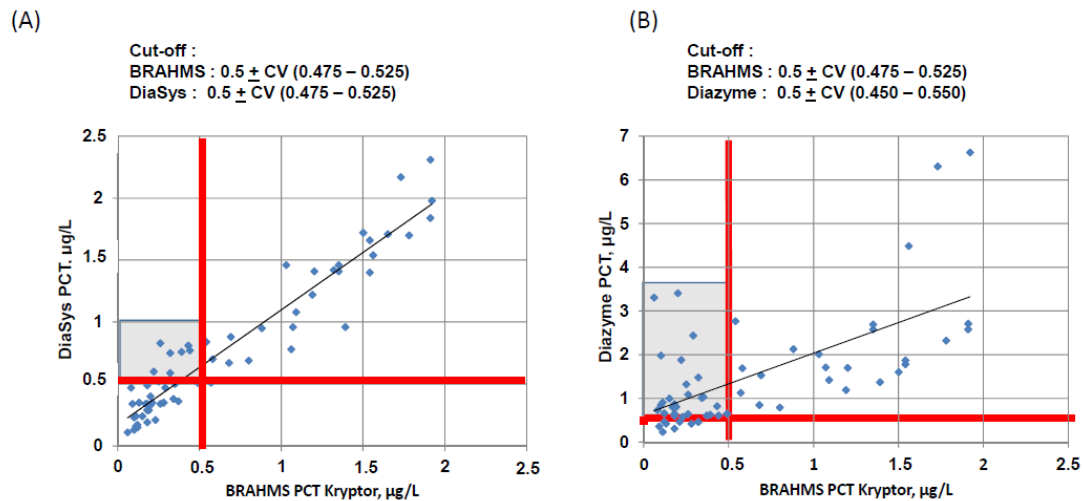 (A)
Cut-off :
BRAHMS : 0.5 ± CV (0.475 – 0.525)
DiaSys : 0.5 ± CV (0.475 – 0.525)
2.5
2
1.5
1
0.5
0
DiaSys PCT, µg/L
0 0.5 1 1.5 2 2.5
BRAHMS PCT Kryptor, µg/L
(B)
Cut-off :
BRAHMS : 0.5 ± CV (0.475 – 0.525)
Diazyme : 0.5 ± CV (0.450 – 0.550)
7
6
5
4
3
2
1
0
Diazyme PCT, µg/L
0 0.5 1 1.5 2 2.5
BRAHMS PCT Kryptor, µg/L